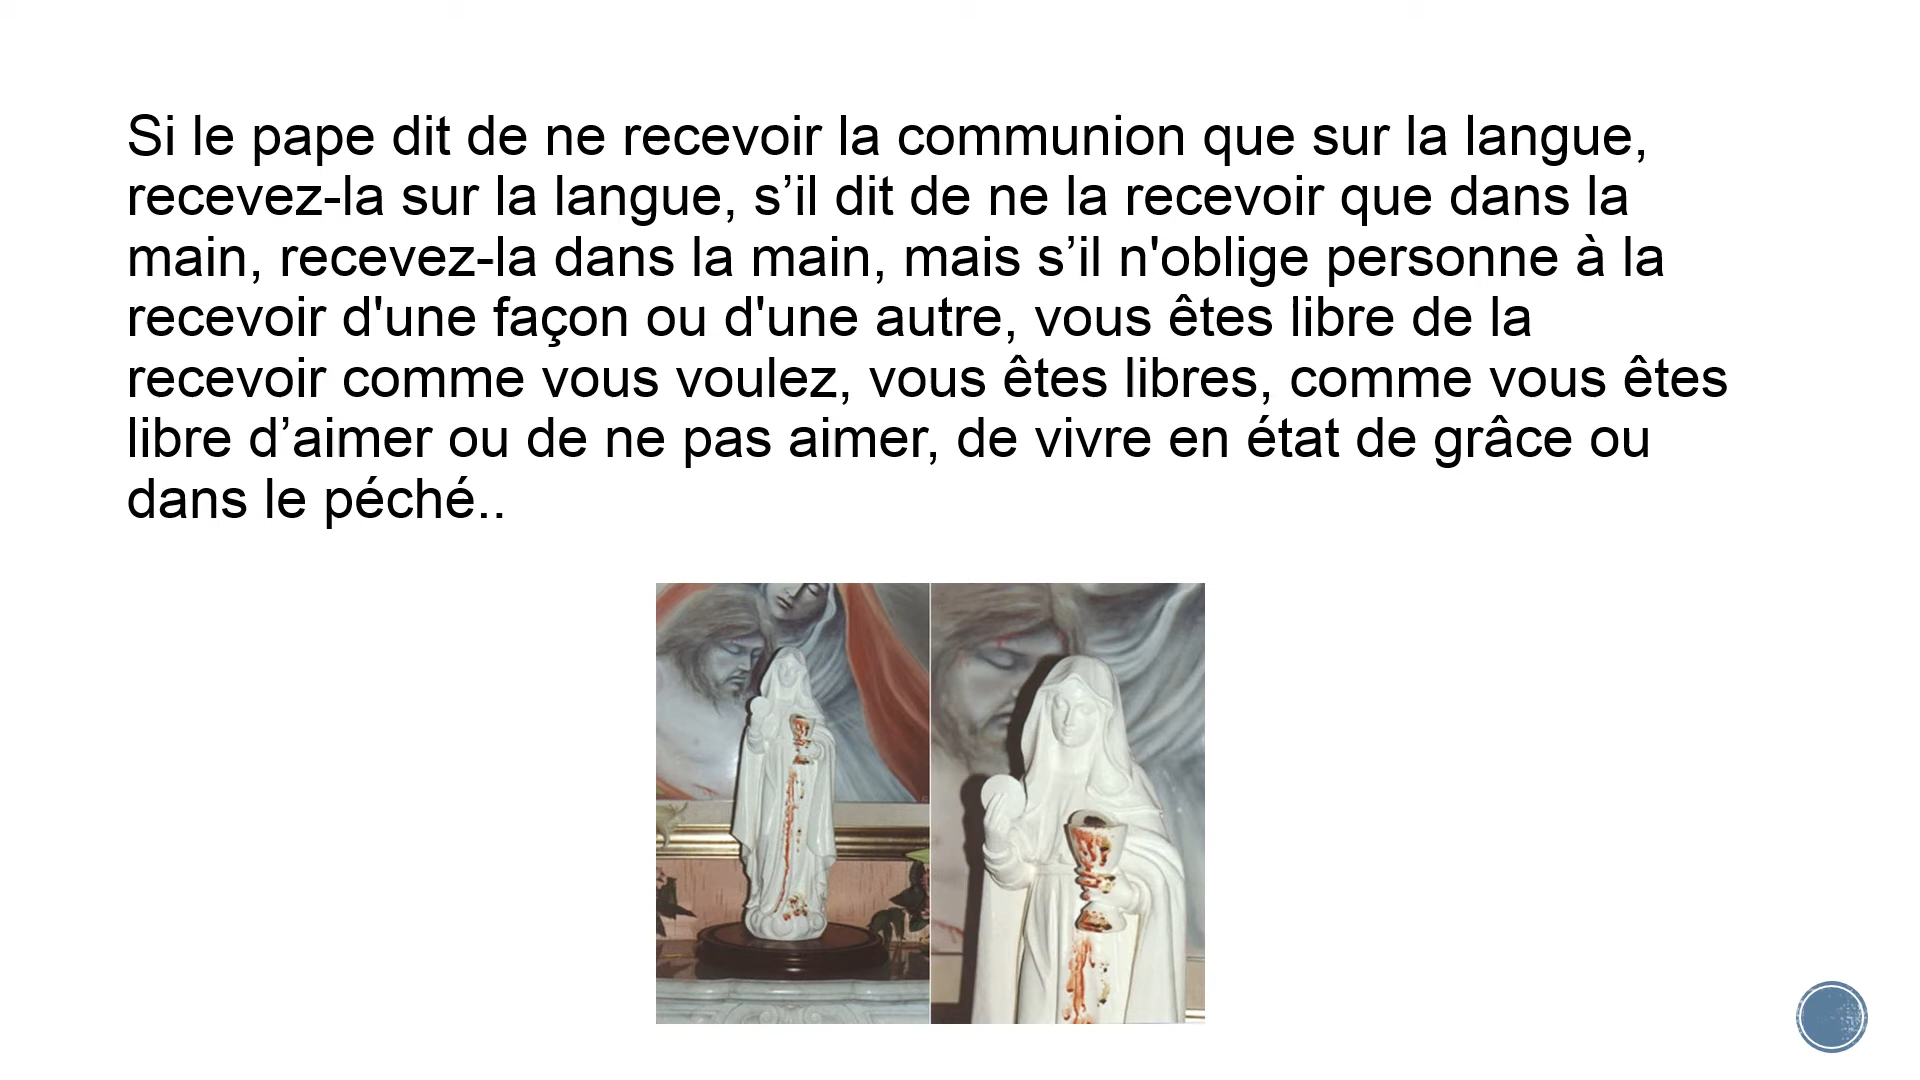 Si le pape dit de ne recevoir la communion que sur la langue,
recevez-la sur la langue, s’il dit de ne la recevoir que dans la
main, recevez-la dans la main, mais s’il n'oblige personne à la
recevoir d'une façon ou d'une autre, vous êtes libre de la
recevoir comme vous voulez, vous êtes libres, comme vous êtes
libre d’aimer ou de ne pas aimer, de vivre en état de grâce ou
dans le péché..